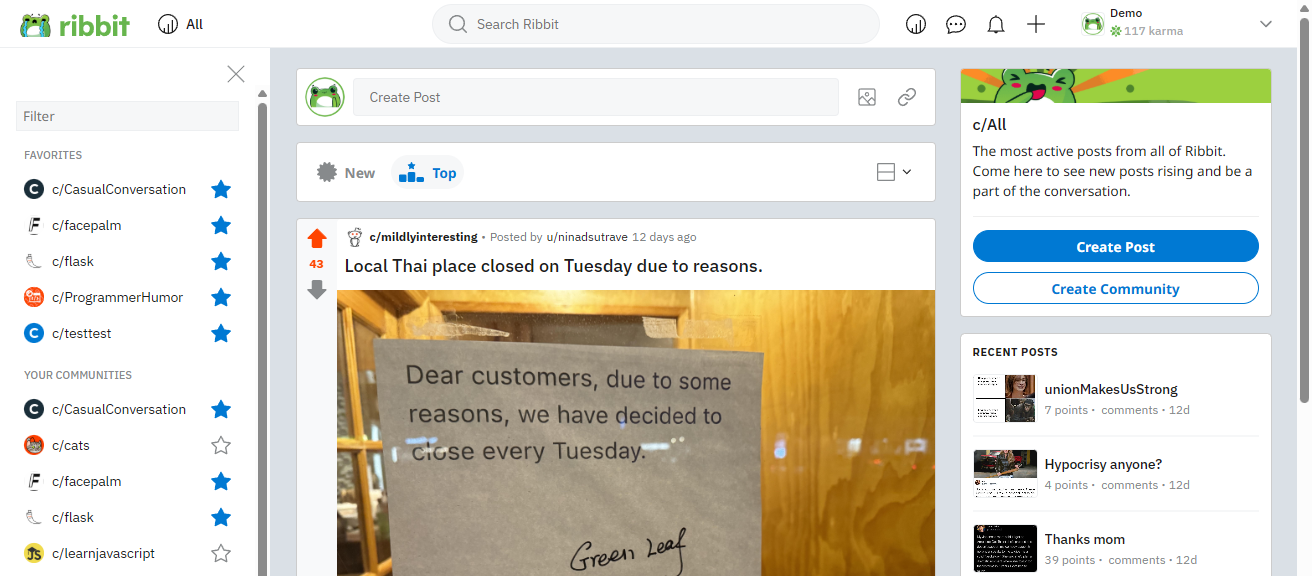 ribbit
All
Search Ribbit
Demo
117 karma
Filter
FAVORITES
c/CasualConversation
c/facepalm
c/flask
c/ProgrammerHumor
c/testtest
YOUR COMMUNITIES
c/CasualConversation
c/cats
c/facepalm
c/flask
c/learnjavascript
Create Post
New
Top
c/mildlyinteresting • Posted by u/ninadsutrave 12 days ago
43
Local Thai place closed on Tuesday due to reasons.
Dear customers, due to some
reasons, we have decided to
close every Tuesday.
Green Leaf
c/All
The most active posts from all of Ribbit.
Come here to see new posts rising and be a
part of the conversation.
Create Post
Create Community
RECENT POSTS
unionMakesUsStrong
7 points • comments • 12d
Hypocrisy anyone?
4 points • comments • 12d
Thanks mom
39 points • comments • 12d